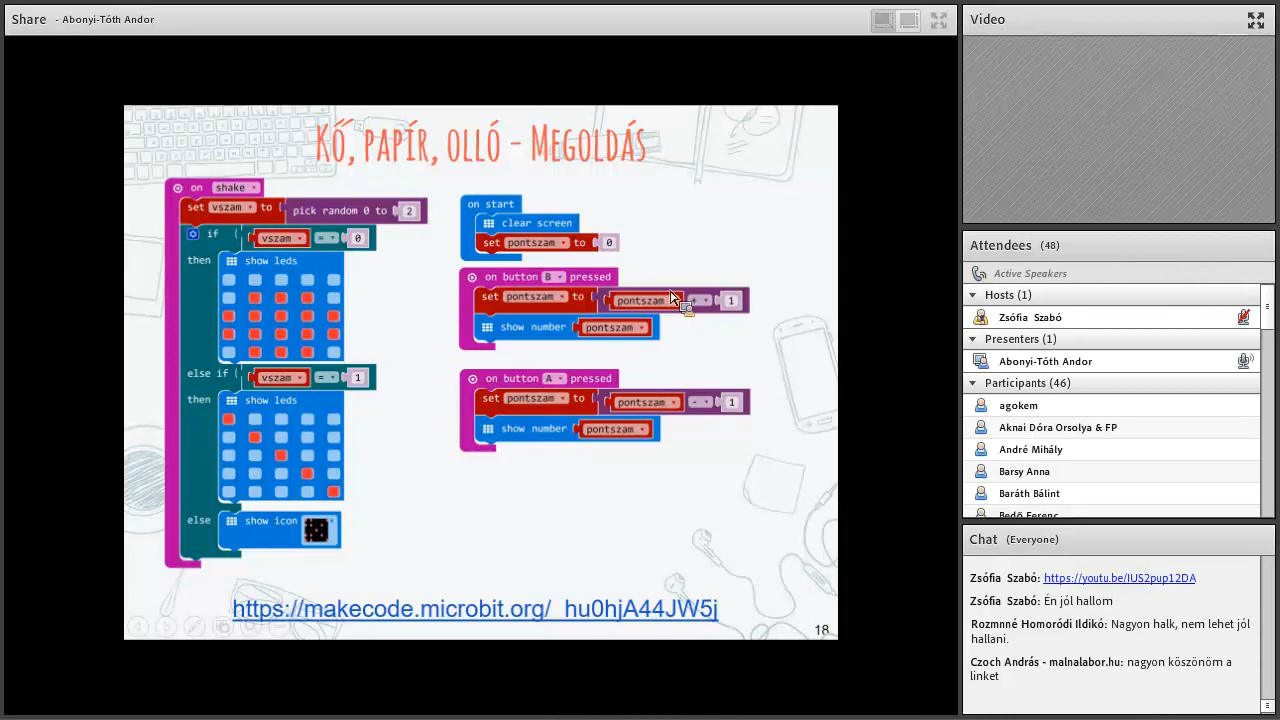 Share - Abonyi-Tóth Andor
Kő, papír, olló - Megoldás
on shake
set vszam to pick random 0 to 2
if vszam = 0
then show leds
else if vszam = 1
then show leds
else show icon
on start
clear screen
set pontszam to 0
on button B pressed
set pontszam to pontszam + 1
show number pontszam
on button A pressed
set pontszam to pontszam - 1
show number pontszam
https://makecode.microbit.org/_hu0hjA44JW5j
18
Video
Attendees (48)
Active Speakers
Hosts (1)
Zsófia Szabó
Presenters (1)
Abonyi-Tóth Andor
Participants (46)
agokem
Aknai Dóra Orsolya & FP
André Mihály
Barsy Anna
Baráth Bálint
Bedő Ferenc
Chat (Everyone)
Zsófia Szabó: https://youtu.be/IUS2pup12DA
Zsófia Szabó: Én jól hallom
Rozmnné Homoródi Ildikó: Nagyon halk, nem lehet jól
hallani.
Czoch András - malnalabor.hu: nagyon köszönöm a
linket